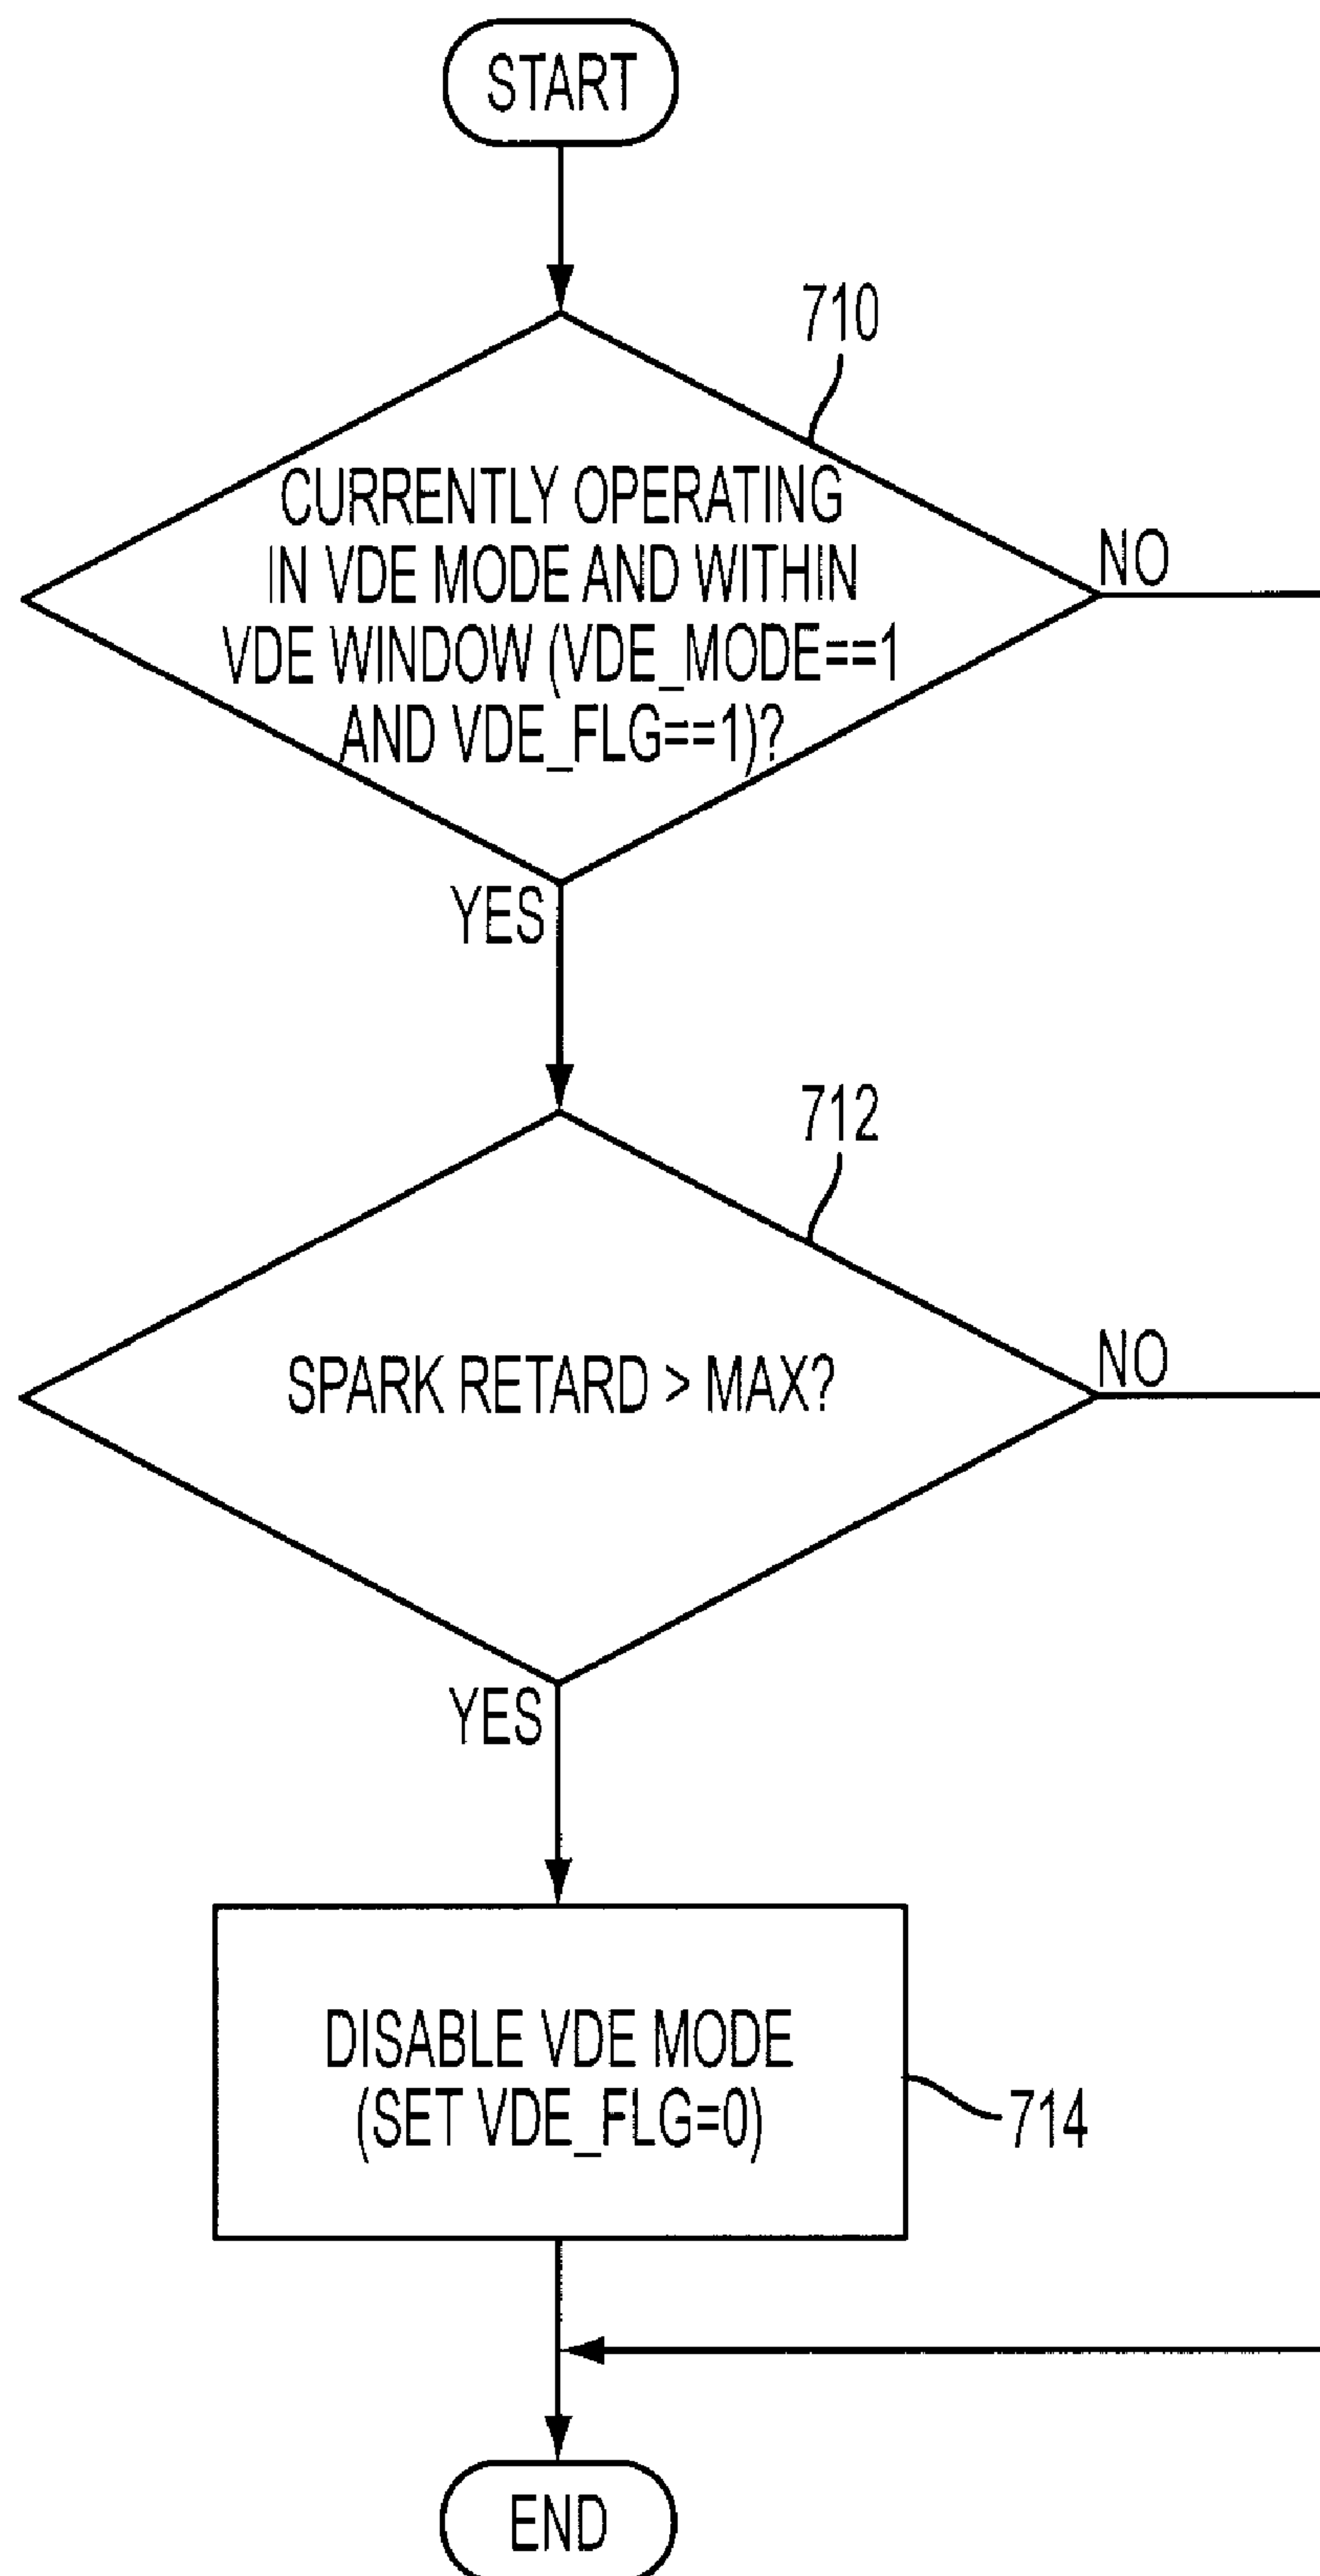 START
710
CURRENTLY OPERATING
IN VDE MODE AND WITHIN
VDE WINDOW (VDE_MODE==1
AND VDE_FLG==1)?
NO
YES
712
SPARK RETARD > MAX?
NO
YES
DISABLE VDE MODE
(SET VDE_FLG=0)
714
END